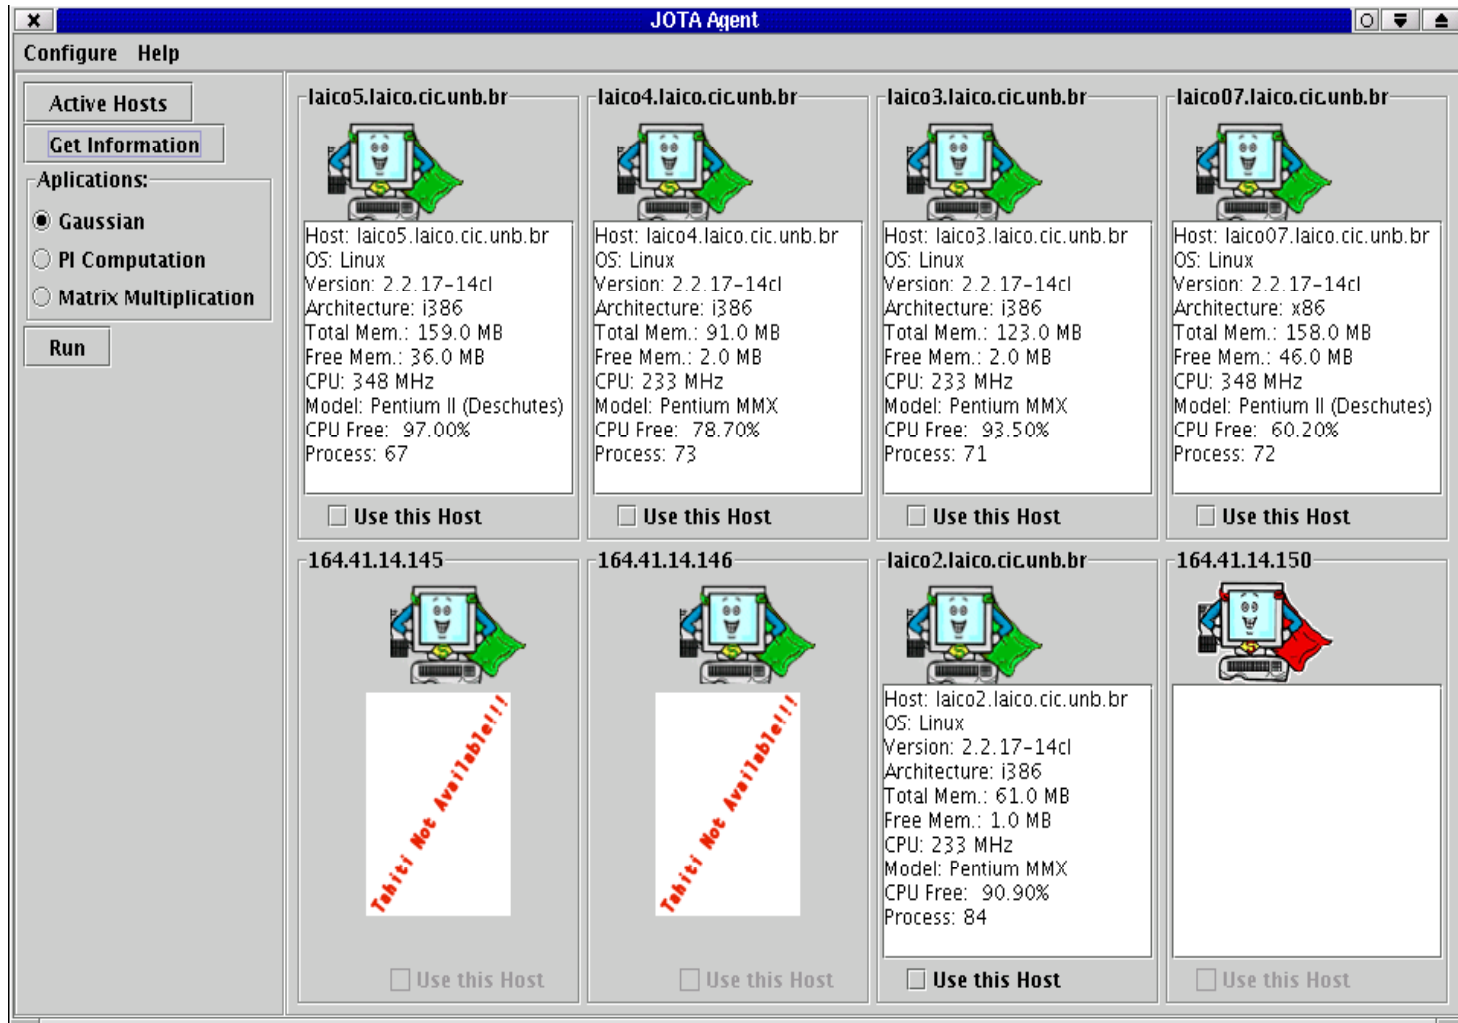 JOTA Agent
Configure Help
Active Hosts
Get Information
Aplications:
Gaussian
PI Computation
Matrix Multiplication
Run
laico5.laico.cic.unb.br
Host: laico5.laico.cic.unb.br
OS: Linux
Version: 2.2.17-14cl
Architecture: i386
Total Mem.: 159.0 MB
Free Mem.: 36.0 MB
CPU: 348 MHz
Model: Pentium II (Deschutes)
CPU Free: 97.00%
Process: 67
Use this Host
laico4.laico.cic.unb.br
Host: laico4.laico.cic.unb.br
OS: Linux
Version: 2.2.17-14cl
Architecture: i386
Total Mem.: 91.0 MB
Free Mem.: 2.0 MB
CPU: 233 MHz
Model: Pentium MMX
CPU Free: 78.70%
Process: 73
Use this Host
laico3.laico.cic.unb.br
Host: laico3.laico.cic.unb.br
OS: Linux
Version: 2.2.17-14cl
Architecture: i386
Total Mem.: 123.0 MB
Free Mem.: 2.0 MB
CPU: 233 MHz
Model: Pentium MMX
CPU Free: 93.50%
Process: 71
Use this Host
laico07.laico.cic.unb.br
Host: laico07.laico.cic.unb.br
OS: Linux
Version: 2.2.17-14cl
Architecture: x86
Total Mem.: 158.0 MB
Free Mem.: 46.0 MB
CPU: 348 MHz
Model: Pentium II (Deschutes)
CPU Free: 60.20%
Process: 72
Use this Host
164.41.14.145
Tahiti Not Available!!!
Use this Host
164.41.14.146
Tahiti Not Available!!!
Use this Host
laico2.laico.cic.unb.br
Host: laico2.laico.cic.unb.br
OS: Linux
Version: 2.2.17-14cl
Architecture: i386
Total Mem.: 61.0 MB
Free Mem.: 1.0 MB
CPU: 233 MHz
Model: Pentium MMX
CPU Free: 90.90%
Process: 84
Use this Host
164.41.14.150
Use this Host